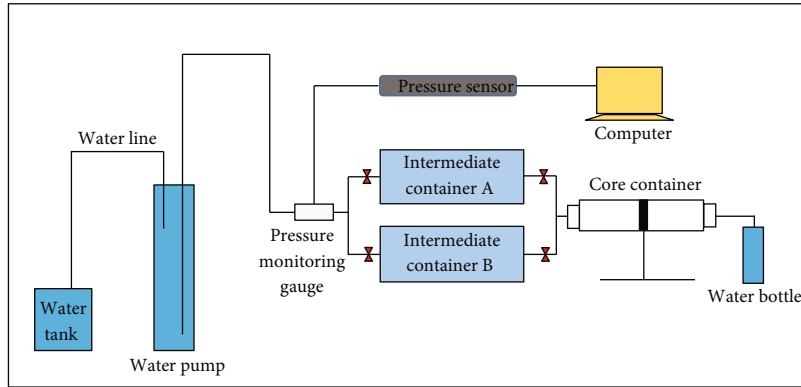 Pressure sensor
Computer
Water line
Intermediate
container A
Core container
Pressure
monitoring
gauge
Intermediate
container B
Water
tank
Water pump
Water bottle